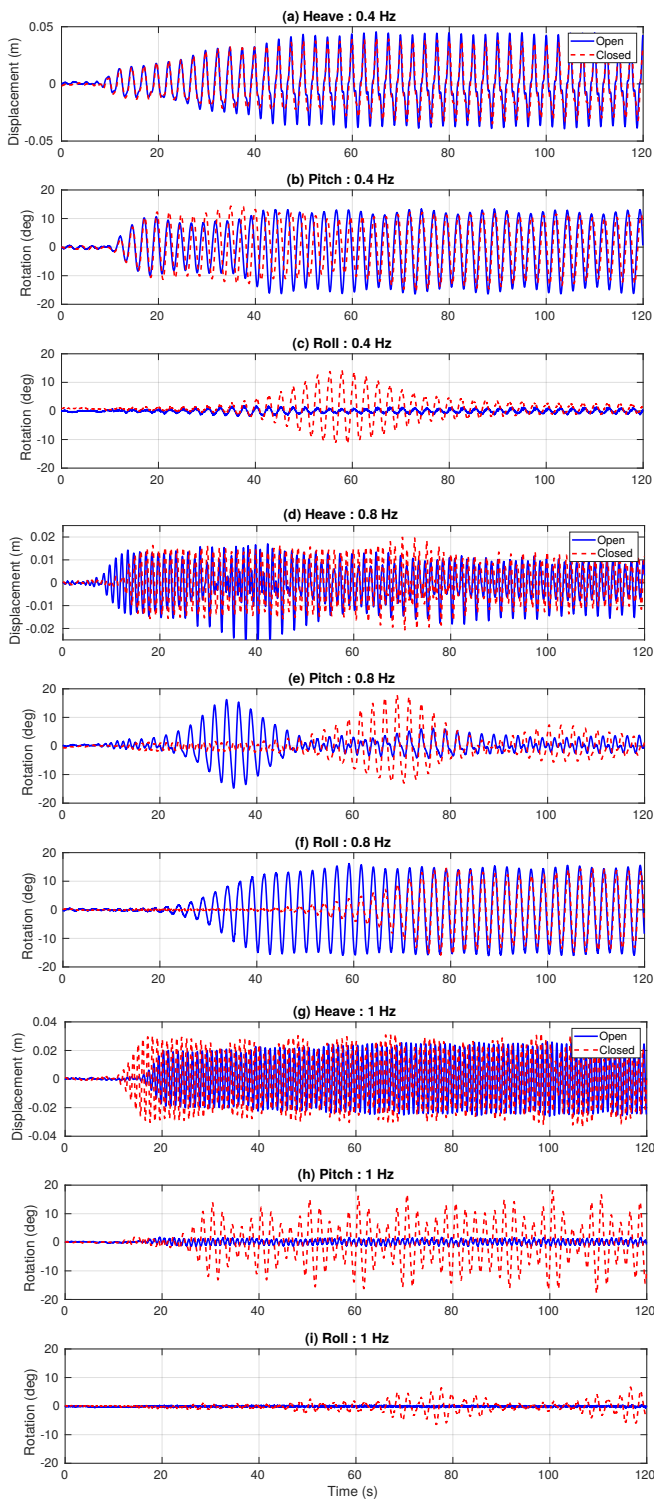 (a) Heave : 0.4 Hz
Displacement (m)
0.05
0
-0.05
Open
Closed
0 20 40 60 80 100 120
(b) Pitch : 0.4 Hz
Rotation (deg)
20
10
0
-10
-20
0 20 40 60 80 100 120
(c) Roll : 0.4 Hz
Rotation (deg)
20
10
0
-10
-20
0 20 40 60 80 100 120
(d) Heave : 0.8 Hz
Displacement (m)
0.02
0.01
0
-0.01
-0.02
Open
Closed
0 20 40 60 80 100 120
(e) Pitch : 0.8 Hz
Rotation (deg)
20
10
0
-10
-20
0 20 40 60 80 100 120
(f) Roll : 0.8 Hz
Rotation (deg)
20
10
0
-10
-20
0 20 40 60 80 100 120
(g) Heave : 1 Hz
Displacement (m)
0.04
0.02
0
-0.02
-0.04
Open
Closed
0 20 40 60 80 100 120
(h) Pitch : 1 Hz
Rotation (deg)
20
10
0
-10
-20
0 20 40 60 80 100 120
(i) Roll : 1 Hz
Rotation (deg)
20
10
0
-10
-20
0 20 40 60 80 100 120
Time (s)